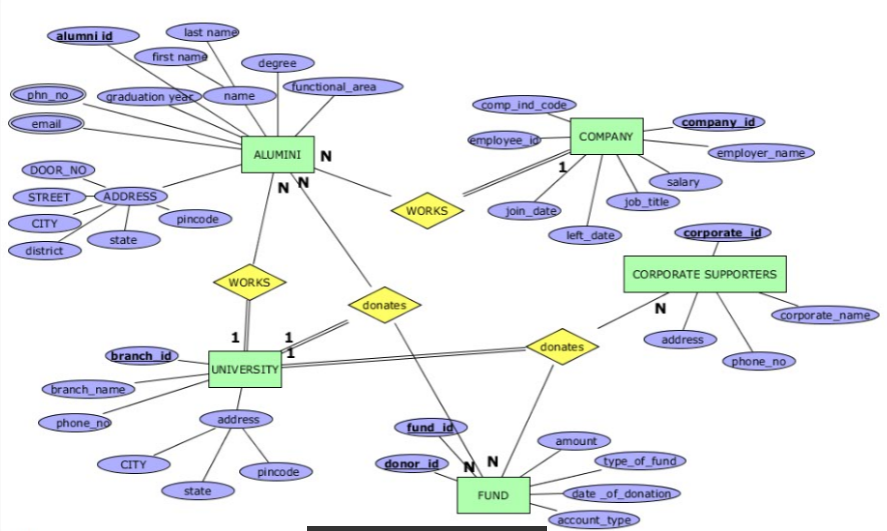 last name
alumni id
first name
degree
functional_area
phn_no
graduation year
name
comp_ind_code
email
company_id
COMPANY
employee_id
ALUMINI
N
employer_name
DOOR_NO
1
salary
N
N
STREET
ADDRESS
job_title
WORKS
join_date
CITY
pincode
left_date
corporate_id
state
district
CORPORATE SUPPORTERS
WORKS
donates
N
corporate_name
1
1
address
donates
1
branch_id
phone_no
UNIVERSITY
branch_name
address
phone_no
fund_id
amount
CITY
donor_id
N
N
type_of_fund
pincode
state
FUND
date _of_donation
account_type